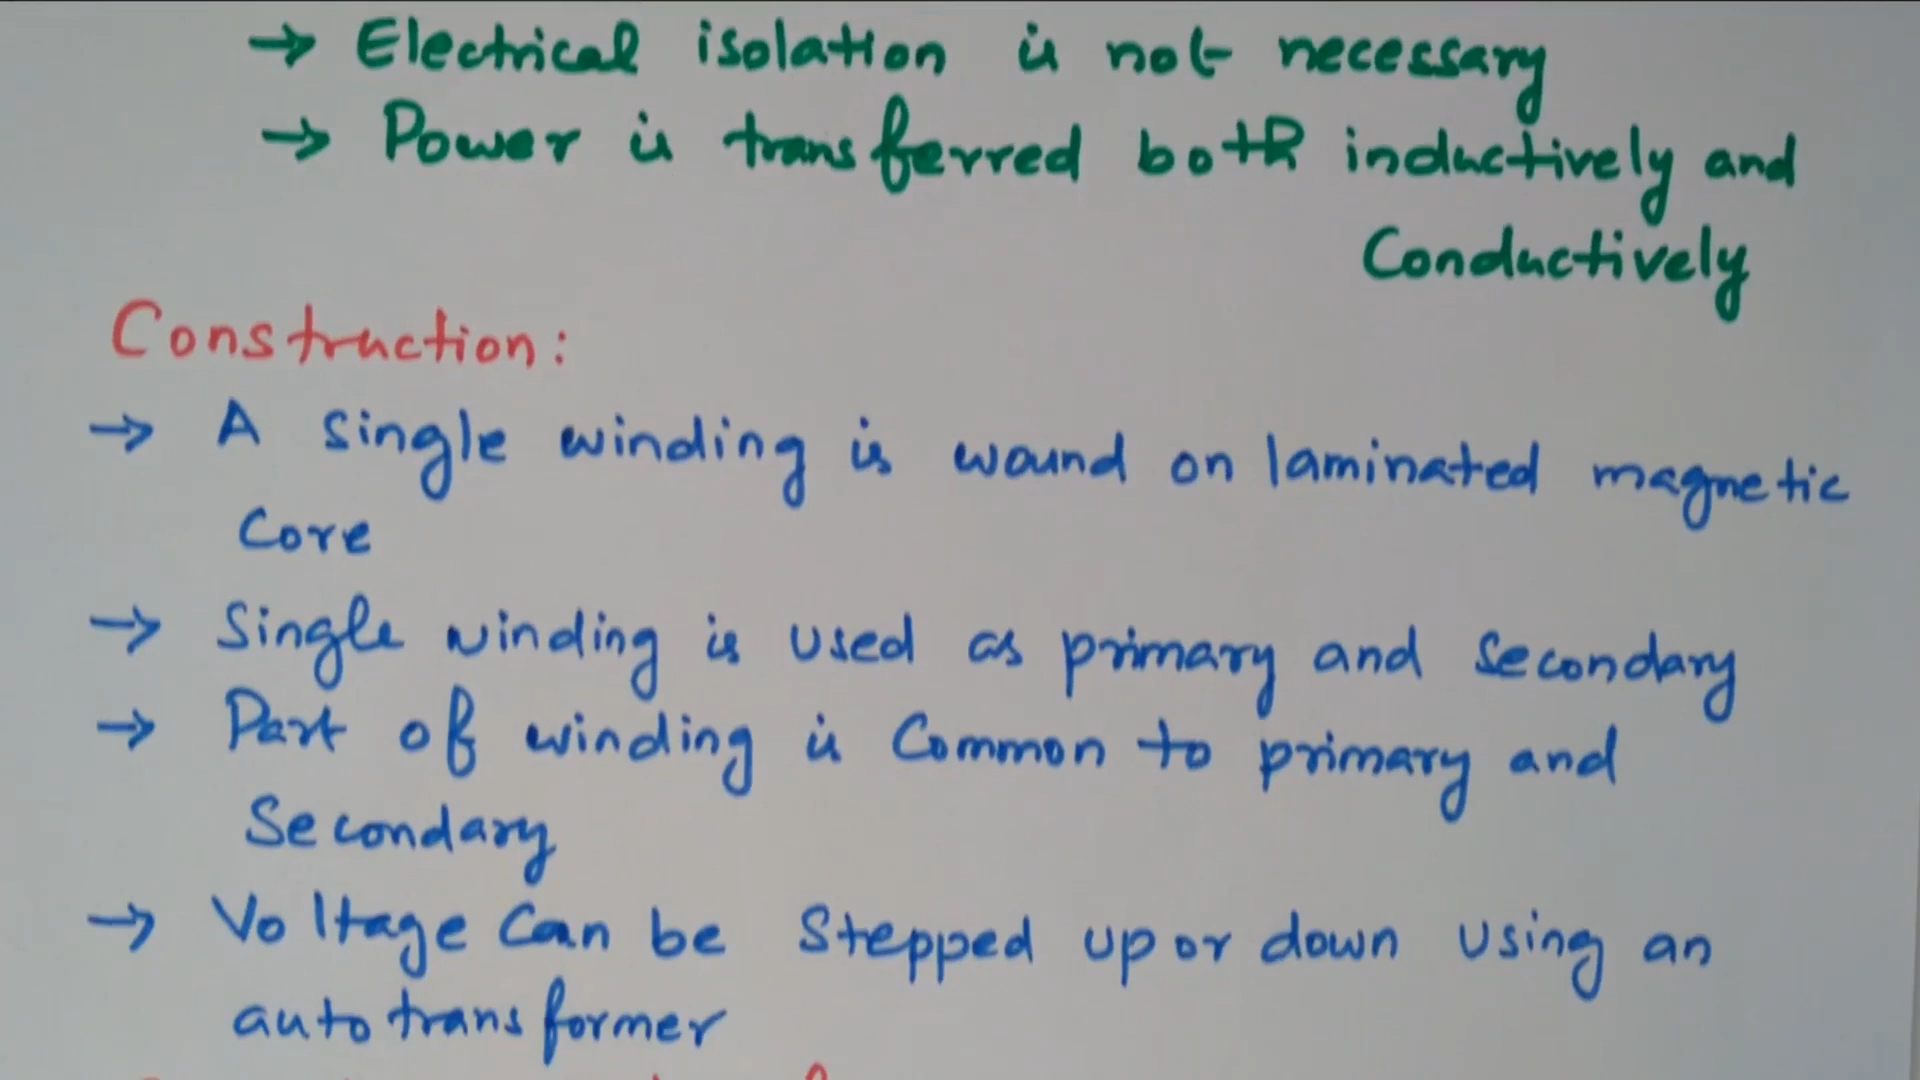 → Electrical isolation is not necessary
→ Power is transferred both inductively and
Conductively
Construction:
→ A single winding is wound on laminated magnetic
Core
→ Single winding is used as primary and secondary
→ Part of winding is Common to primary and
Secondary
→ Voltage Can be Stepped up or down using an
auto transformer